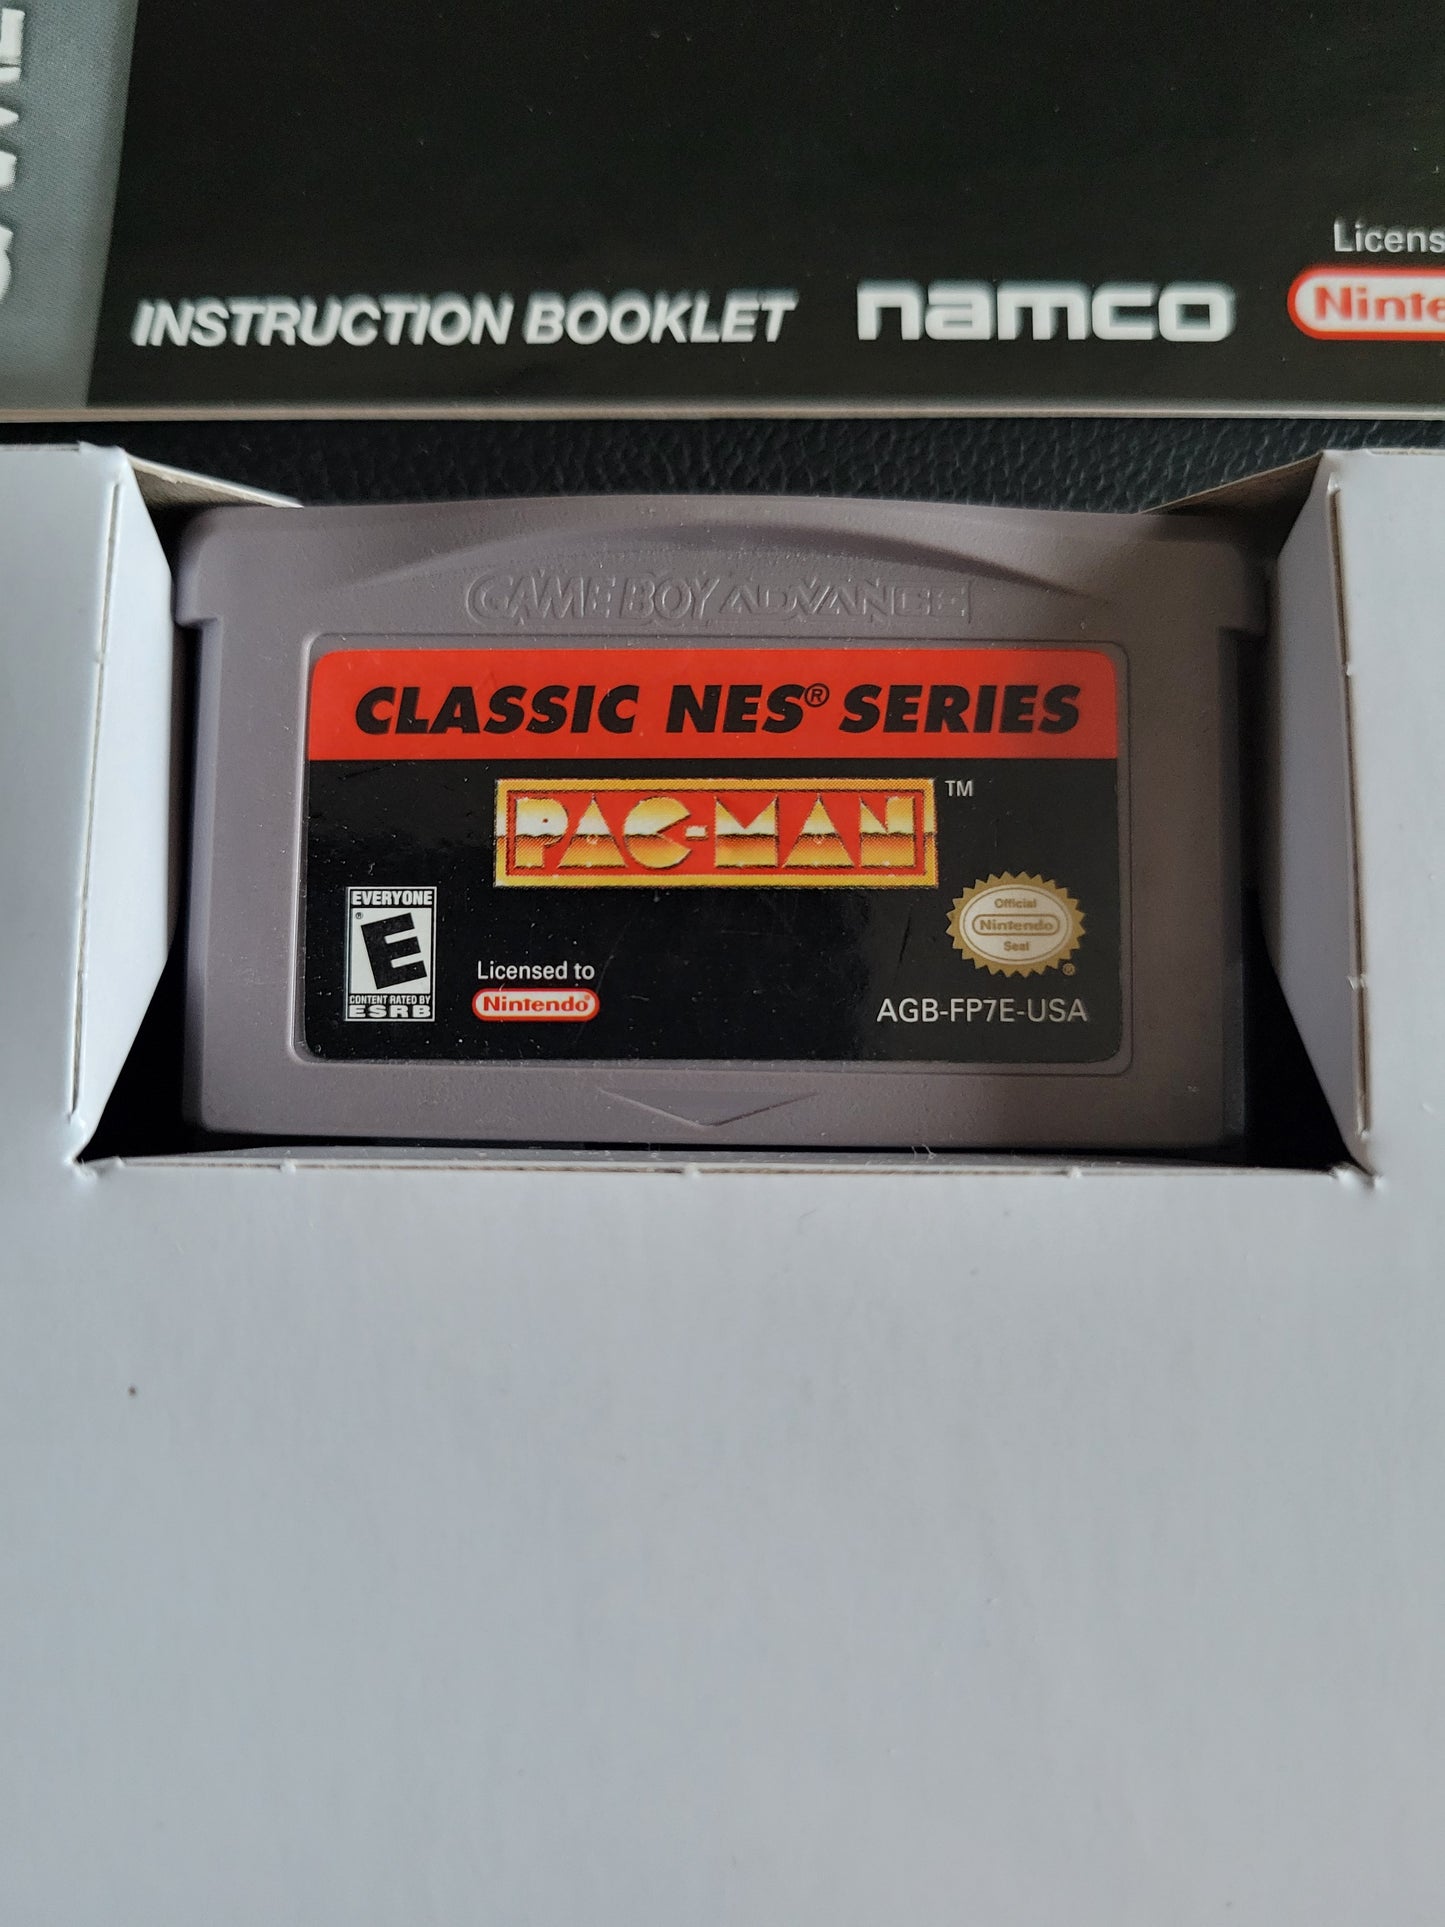 Licens
INSTRUCTION BOOKLET namco Ninte
GAME BOY ADVANCE
CLASSIC NES® SERIES
PAC-MAN ™
EVERYONE
E ®
CONTENT RATED BY
ESRB
Licensed to
Nintendo®
Official
Nintendo
Seal ®
AGB-FP7E-USA